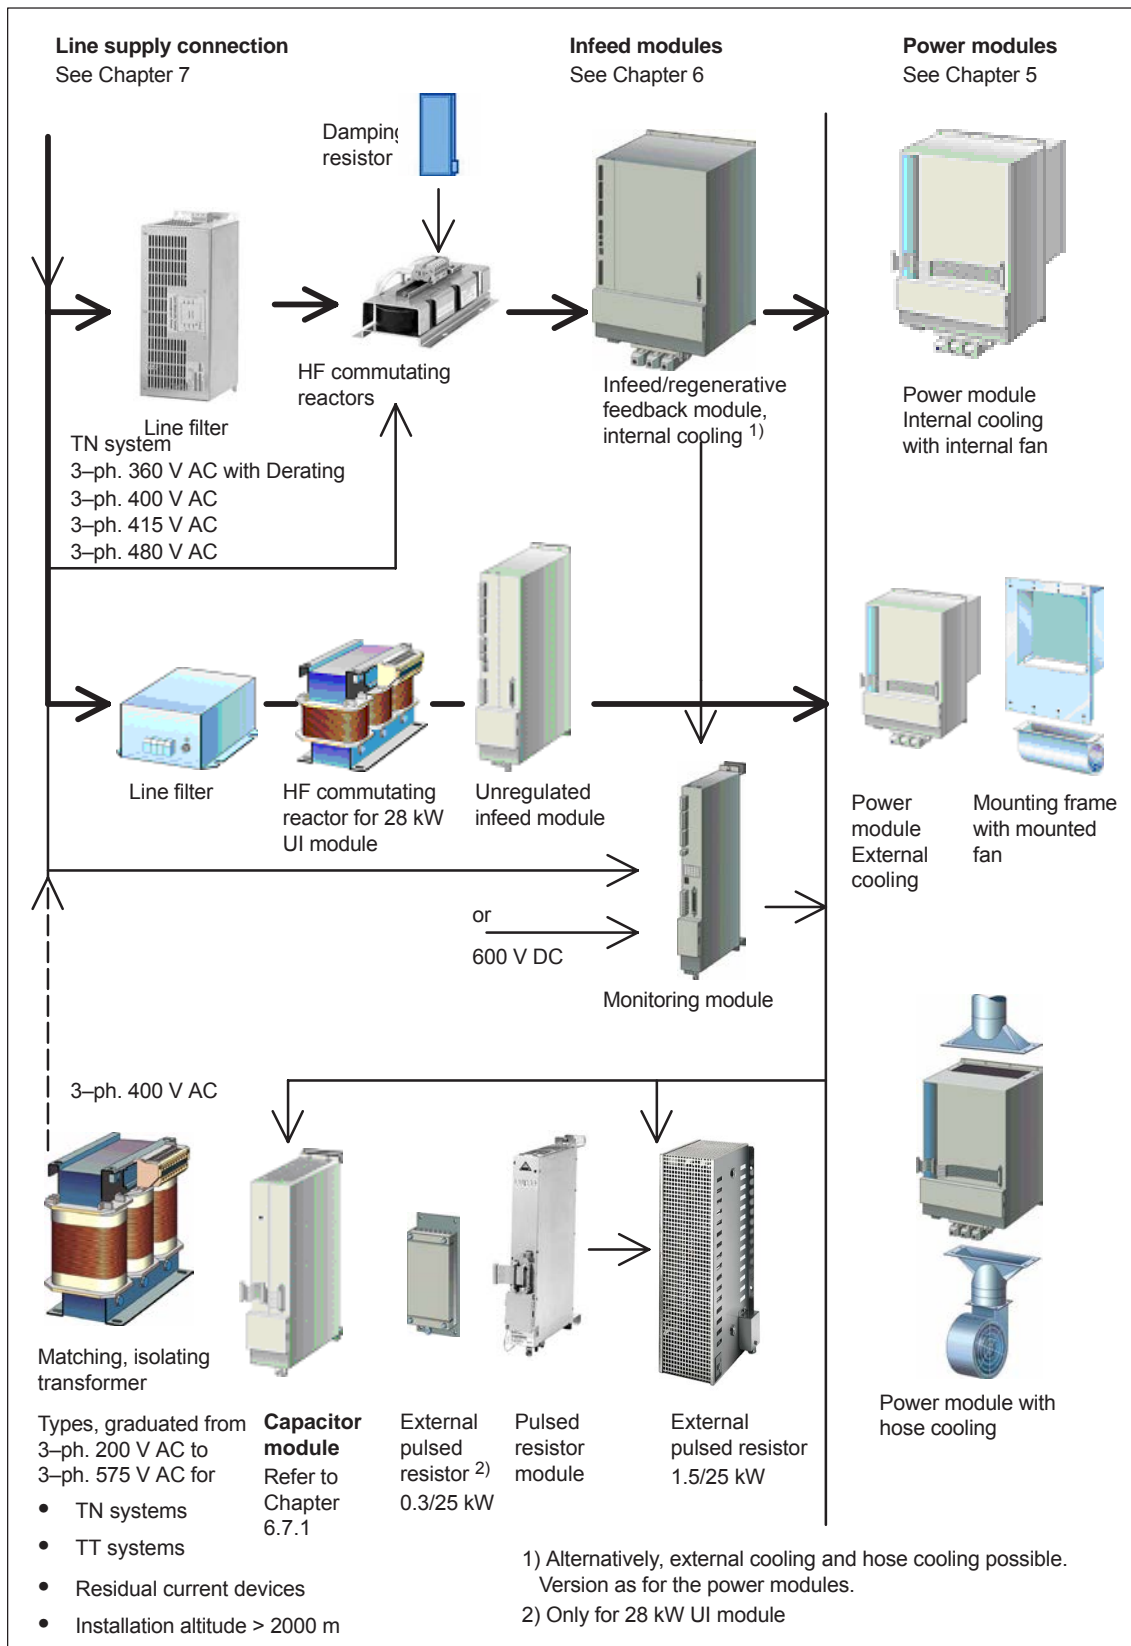 Line supply connection
See Chapter 7
Infeed modules
See Chapter 6
Power modules
See Chapter 5
Damping
resistor
HF commutating
reactors
Line filter
Infeed/regenerative
feedback module,
internal cooling 1)
Power module
Internal cooling
with internal fan
TN system
3–ph. 360 V AC with Derating
3–ph. 400 V AC
3–ph. 415 V AC
3–ph. 480 V AC
Line filter
HF commutating
reactor for 28 kW
UI module
Unregulated
infeed module
Power
module
External
cooling
Mounting frame
with mounted
fan
or
600 V DC
Monitoring module
3–ph. 400 V AC
Matching, isolating
transformer
Types, graduated from
3–ph. 200 V AC to
3–ph. 575 V AC for
• TN systems
• TT systems
• Residual current devices
• Installation altitude > 2000 m
Capacitor
module
Refer to
Chapter
6.7.1
External
pulsed
resistor 2)
0.3/25 kW
Pulsed
resistor
module
External
pulsed resistor
1.5/25 kW
Power module with
hose cooling
1) Alternatively, external cooling and hose cooling possible.
Version as for the power modules.
2) Only for 28 kW UI module